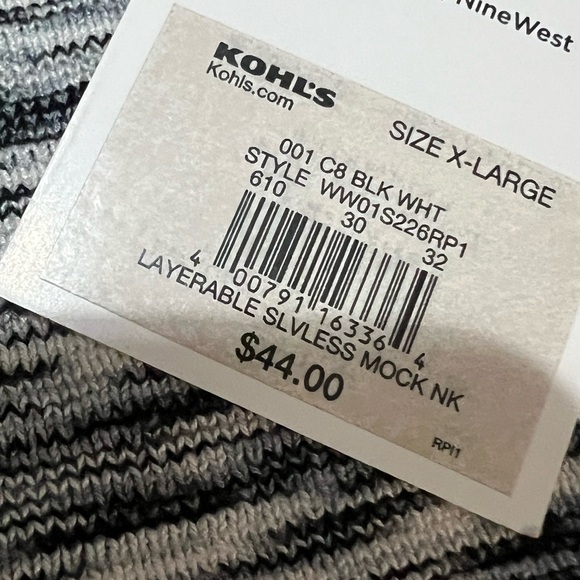 NineWest
KOHL'S
Kohls.com
SIZE X-LARGE
001 C8 BLK WHT
STYLE WW01S226RP1
610 30 32
4 00791 16336 4
LAYERABLE SLVLESS MOCK NK
$44.00
RPI1